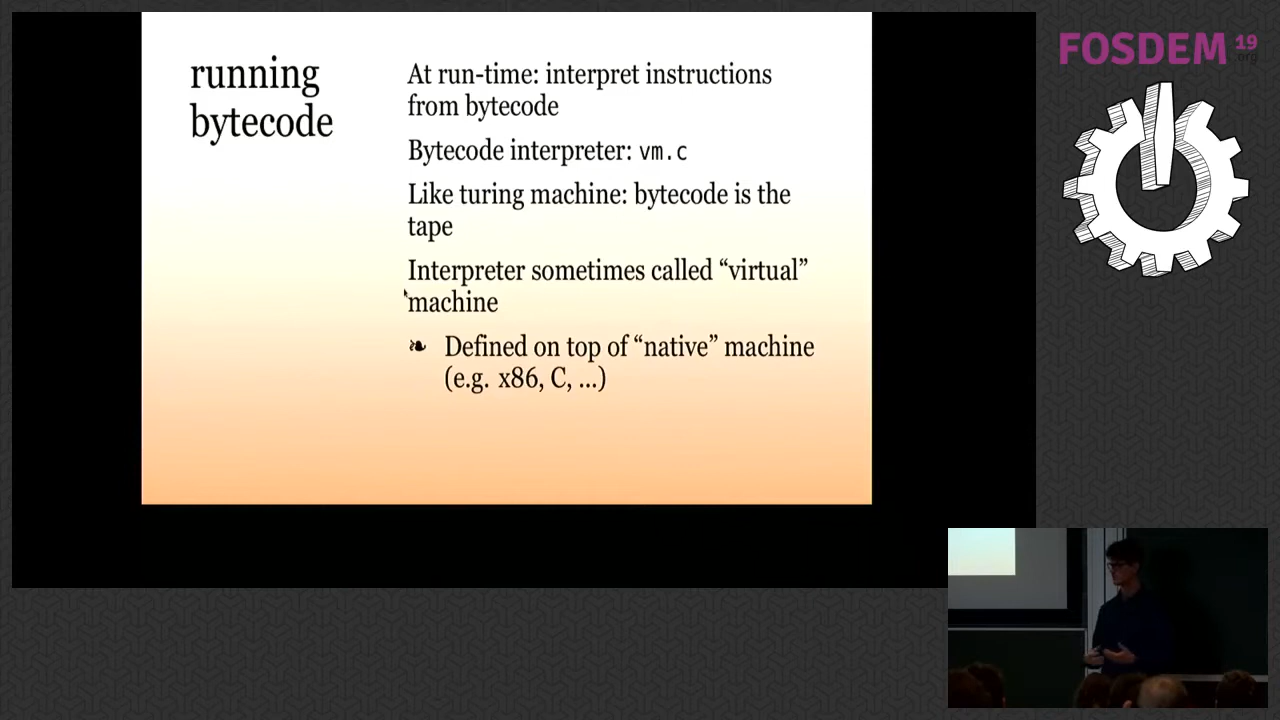 running
bytecode
At run-time: interpret instructions
from bytecode
Bytecode interpreter: vm.c
Like turing machine: bytecode is the
tape
Interpreter sometimes called “virtual”
machine
❧ Defined on top of “native” machine
(e.g. x86, C, ...)
FOSDEM 19
.org